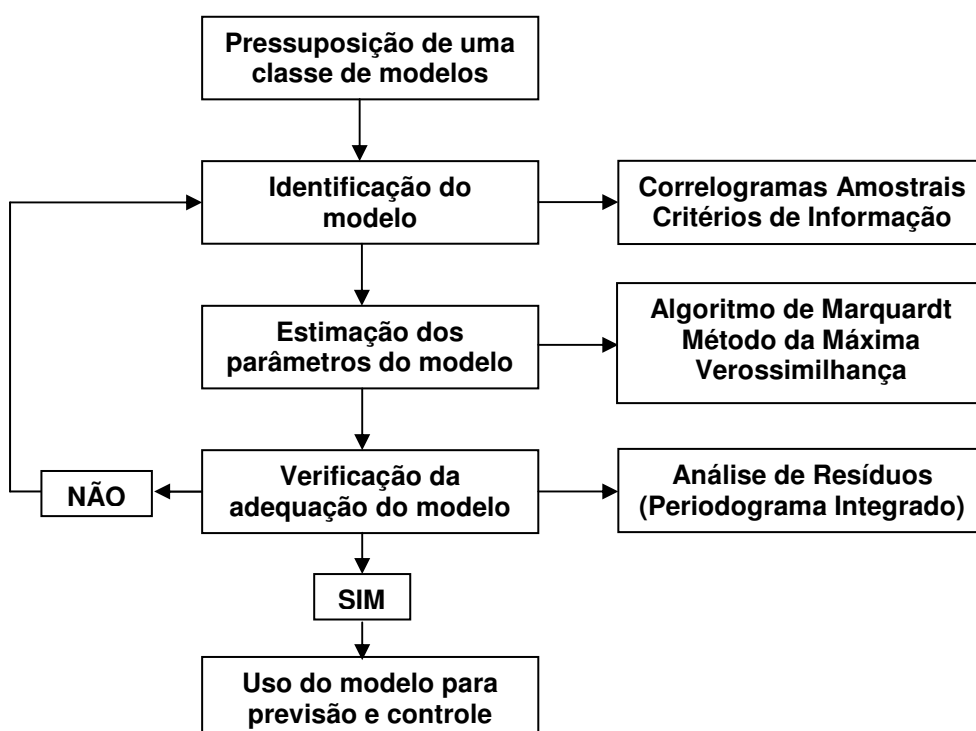 Pressuposição de uma
classe de modelos
Identificação do
modelo
Correlogramas Amostrais
Critérios de Informação
Estimação dos
parâmetros do modelo
Algoritmo de Marquardt
Método da Máxima
Verossimilhança
Verificação da
adequação do modelo
Análise de Resíduos
(Periodograma Integrado)
NÃO
SIM
Uso do modelo para
previsão e controle